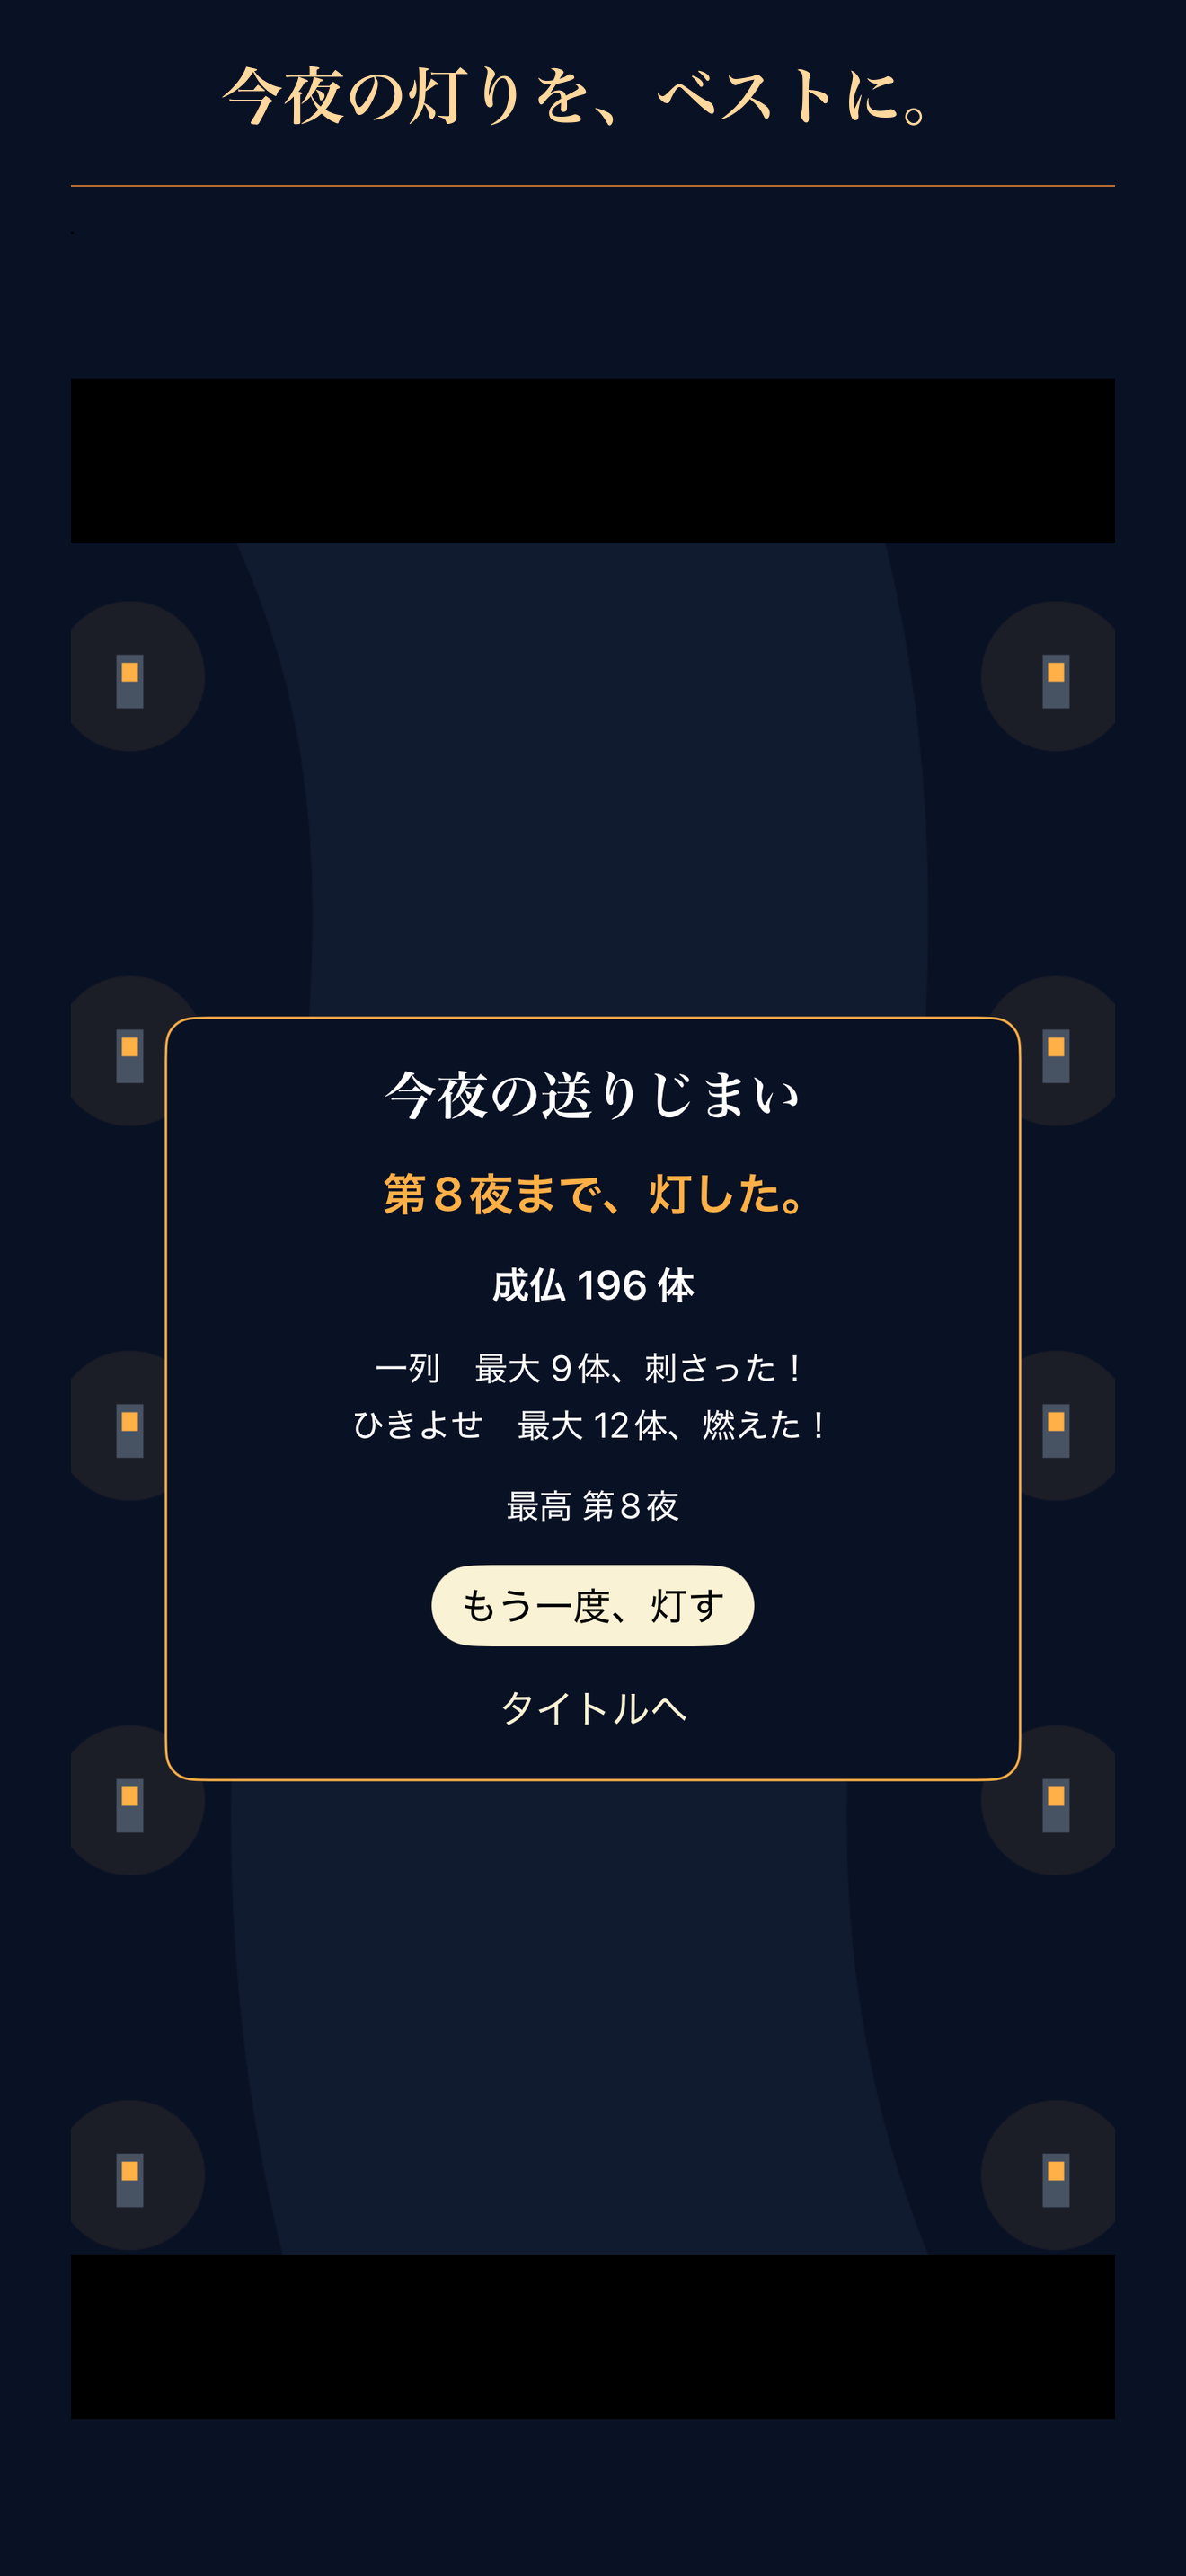 今夜の灯りを、ベストに。
今夜の送りじまい
第8夜まで、灯した。
成仏 196 体
一列　最大 9体、刺さった！
ひきよせ　最大 12体、燃えた！
最高 第8夜
もう一度、灯す
タイトルへ